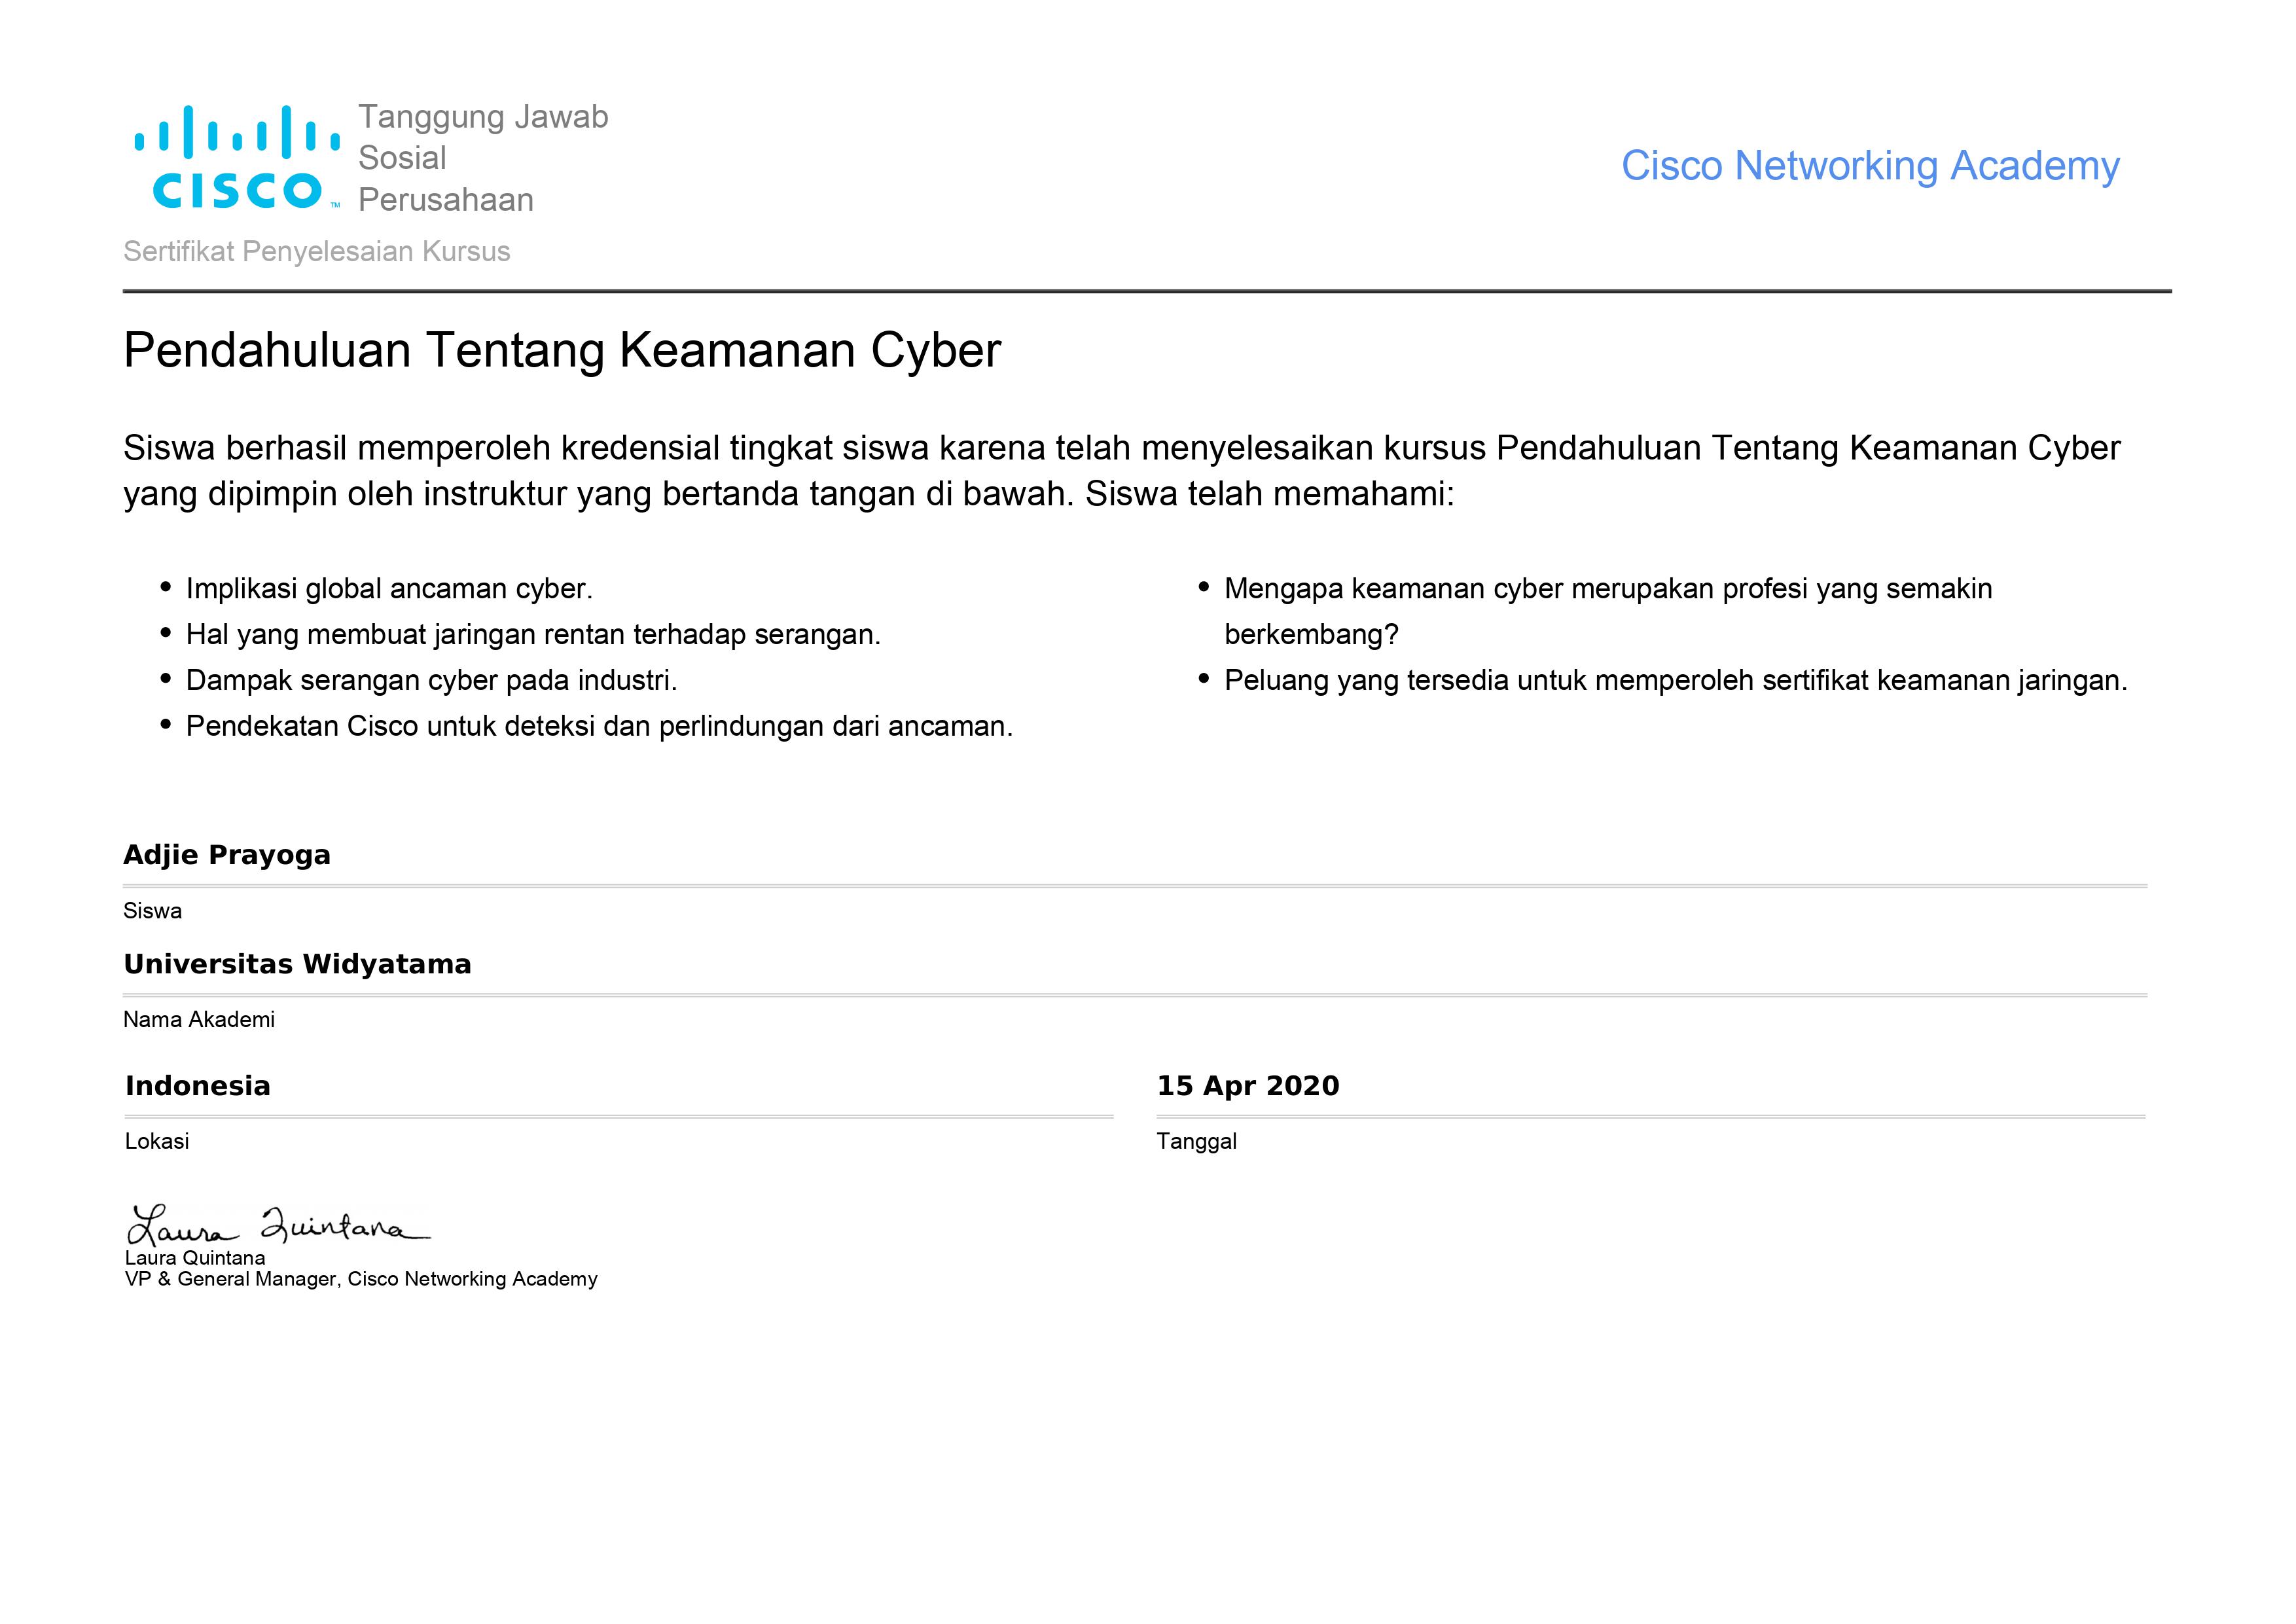 Tanggung Jawab
Sosial
Perusahaan
CISCO™
Cisco Networking Academy
Sertifikat Penyelesaian Kursus
Pendahuluan Tentang Keamanan Cyber
Siswa berhasil memperoleh kredensial tingkat siswa karena telah menyelesaikan kursus Pendahuluan Tentang Keamanan Cyber
yang dipimpin oleh instruktur yang bertanda tangan di bawah. Siswa telah memahami:
• Implikasi global ancaman cyber.
• Hal yang membuat jaringan rentan terhadap serangan.
• Dampak serangan cyber pada industri.
• Pendekatan Cisco untuk deteksi dan perlindungan dari ancaman.
• Mengapa keamanan cyber merupakan profesi yang semakin
berkembang?
• Peluang yang tersedia untuk memperoleh sertifikat keamanan jaringan.
Adjie Prayoga
Siswa
Universitas Widyatama
Nama Akademi
Indonesia
Lokasi
15 Apr 2020
Tanggal
Laura Quintana
Laura Quintana
VP & General Manager, Cisco Networking Academy